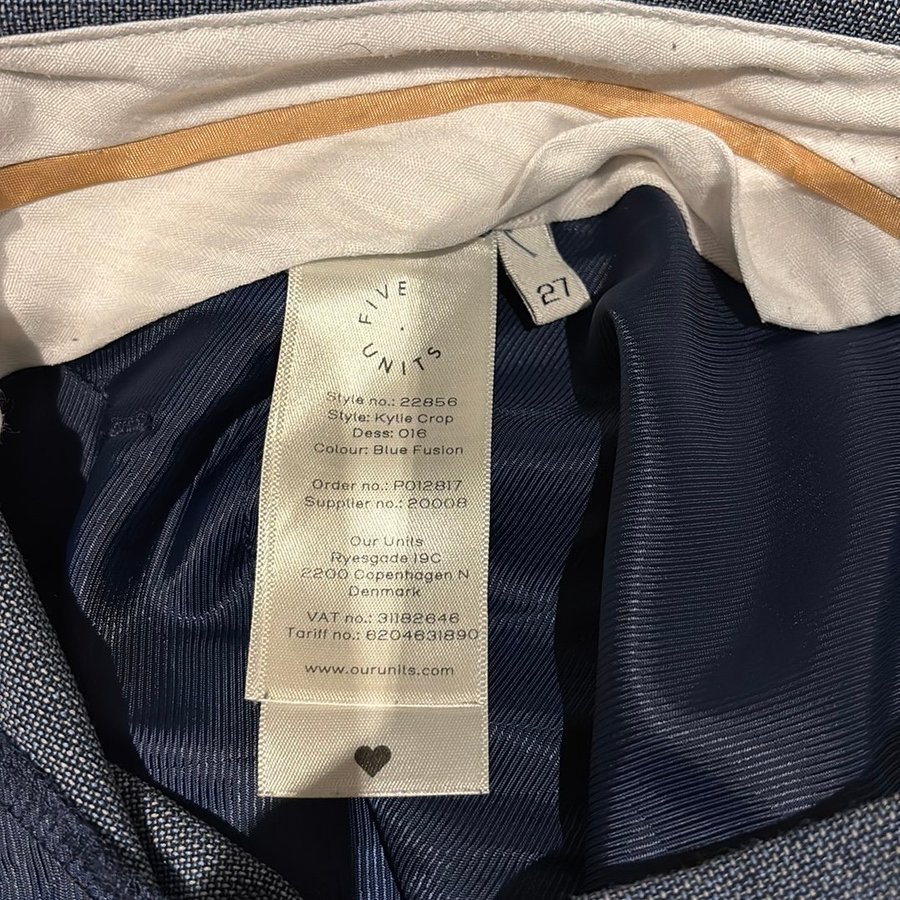 FIVE
UNITS
27
Style no.: 22856
Style: Kylie Crop
Dess: 016
Colour: Blue Fusion
Order no.: P012817
Supplier no.: 20008
Our Units
Ryesgade 19C
2200 Copenhagen N
Denmark
VAT no.: 31182646
Tariff no.: 6204631890
www.ourunits.com